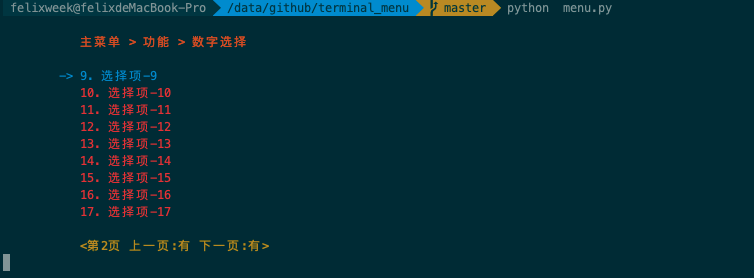 felixweek@felixdeMacBook-Pro /data/github/terminal_menu master python menu.py
主菜单 > 功能 > 数字选择
-> 9. 选择项-9
10. 选择项-10
11. 选择项-11
12. 选择项-12
13. 选择项-13
14. 选择项-14
15. 选择项-15
16. 选择项-16
17. 选择项-17
<第2页 上一页:有 下一页:有>